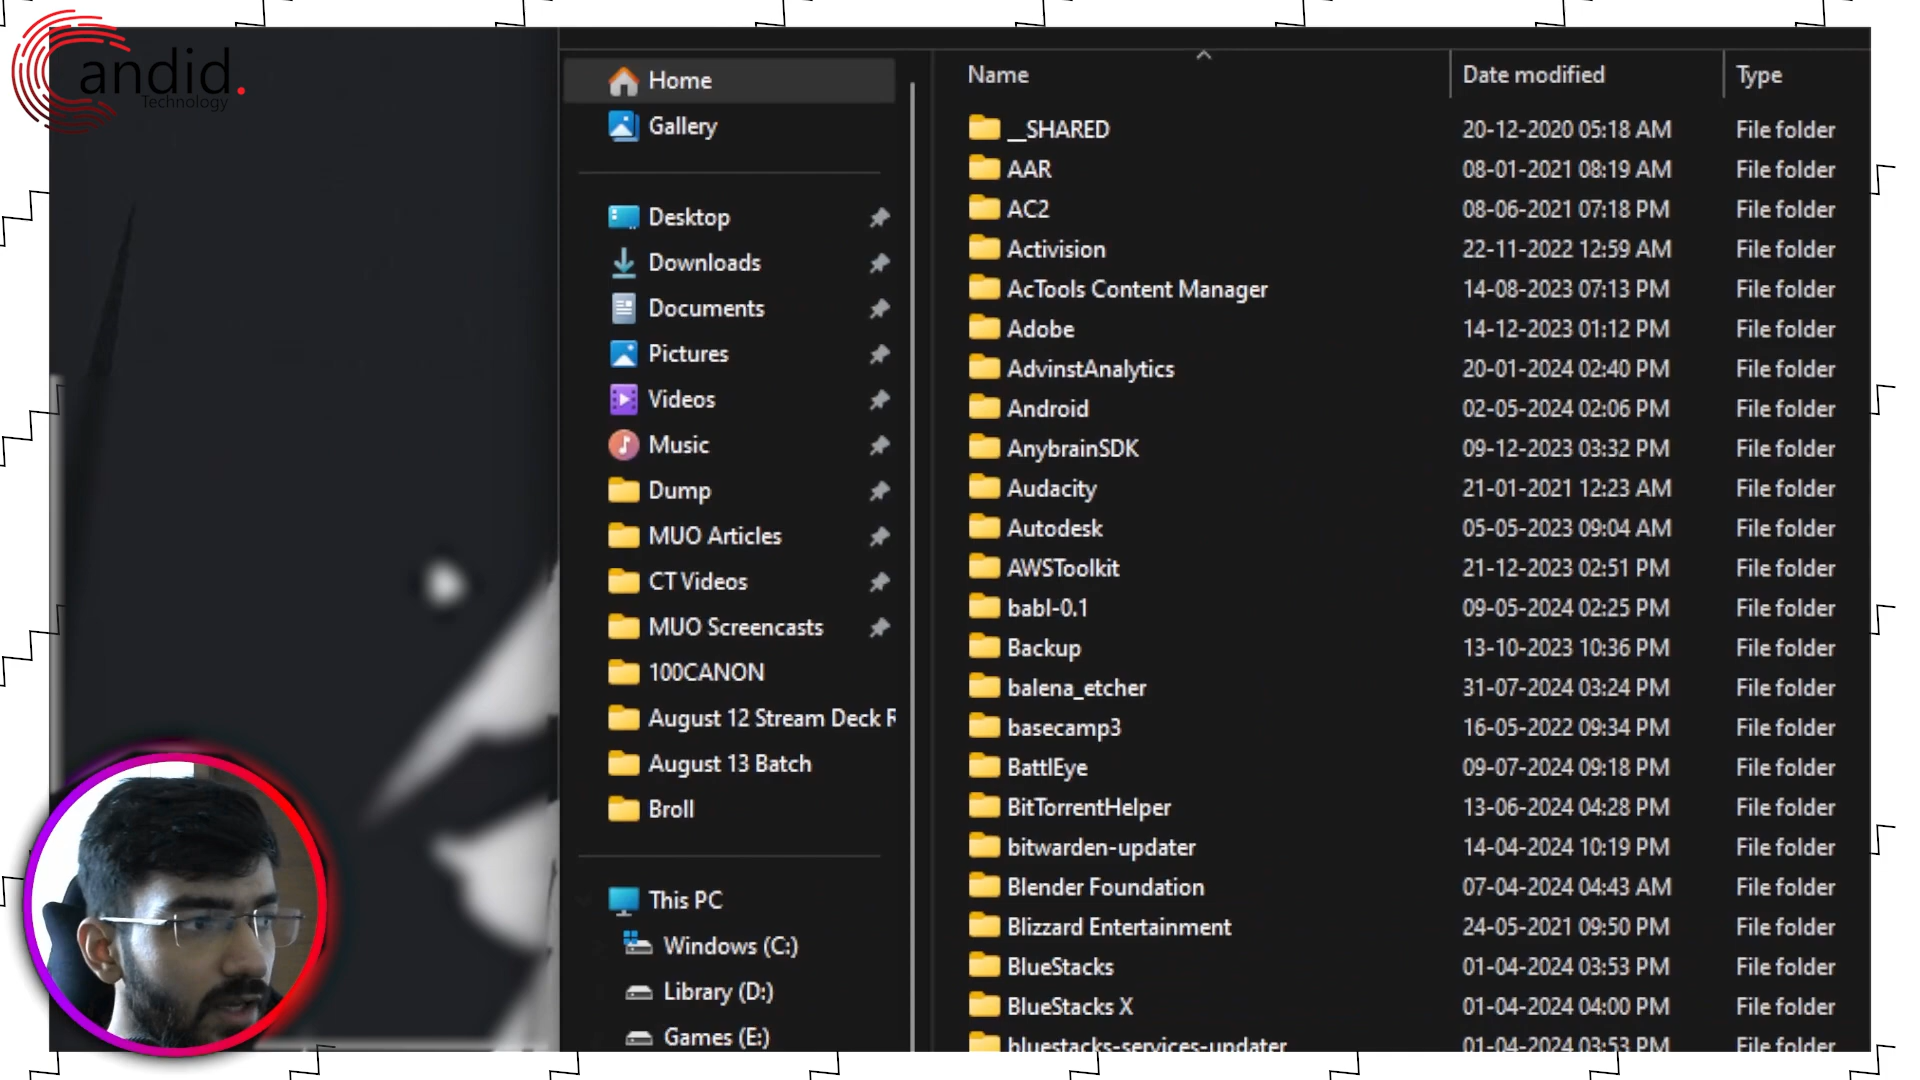 Candid.
Technology
Home
Gallery
Desktop
Downloads
Documents
Pictures
Videos
Music
Dump
MUO Articles
CT Videos
MUO Screencasts
100CANON
August 12 Stream Deck R
August 13 Batch
Broll
This PC
Windows (C:)
Library (D:)
Games (E:)
Name Date modified Type
__SHARED 20-12-2020 05:18 AM File folder
AAR 08-01-2021 08:19 AM File folder
AC2 08-06-2021 07:18 PM File folder
Activision 22-11-2022 12:59 AM File folder
AcTools Content Manager 14-08-2023 07:13 PM File folder
Adobe 14-12-2023 01:12 PM File folder
AdvinstAnalytics 20-01-2024 02:40 PM File folder
Android 02-05-2024 02:06 PM File folder
AnybrainSDK 09-12-2023 03:32 PM File folder
Audacity 21-01-2021 12:23 AM File folder
Autodesk 05-05-2023 09:04 AM File folder
AWSToolkit 21-12-2023 02:51 PM File folder
babl-0.1 09-05-2024 02:25 PM File folder
Backup 13-10-2023 10:36 PM File folder
balena_etcher 31-07-2024 03:24 PM File folder
basecamp3 16-05-2022 09:34 PM File folder
BattlEye 09-07-2024 09:18 PM File folder
BitTorrentHelper 13-06-2024 04:28 PM File folder
bitwarden-updater 14-04-2024 10:19 PM File folder
Blender Foundation 07-04-2024 04:43 AM File folder
Blizzard Entertainment 24-05-2021 09:50 PM File folder
BlueStacks 01-04-2024 03:53 PM File folder
BlueStacks X 01-04-2024 04:00 PM File folder
bluestacks-services-updater 01-04-2024 03:53 PM File folder